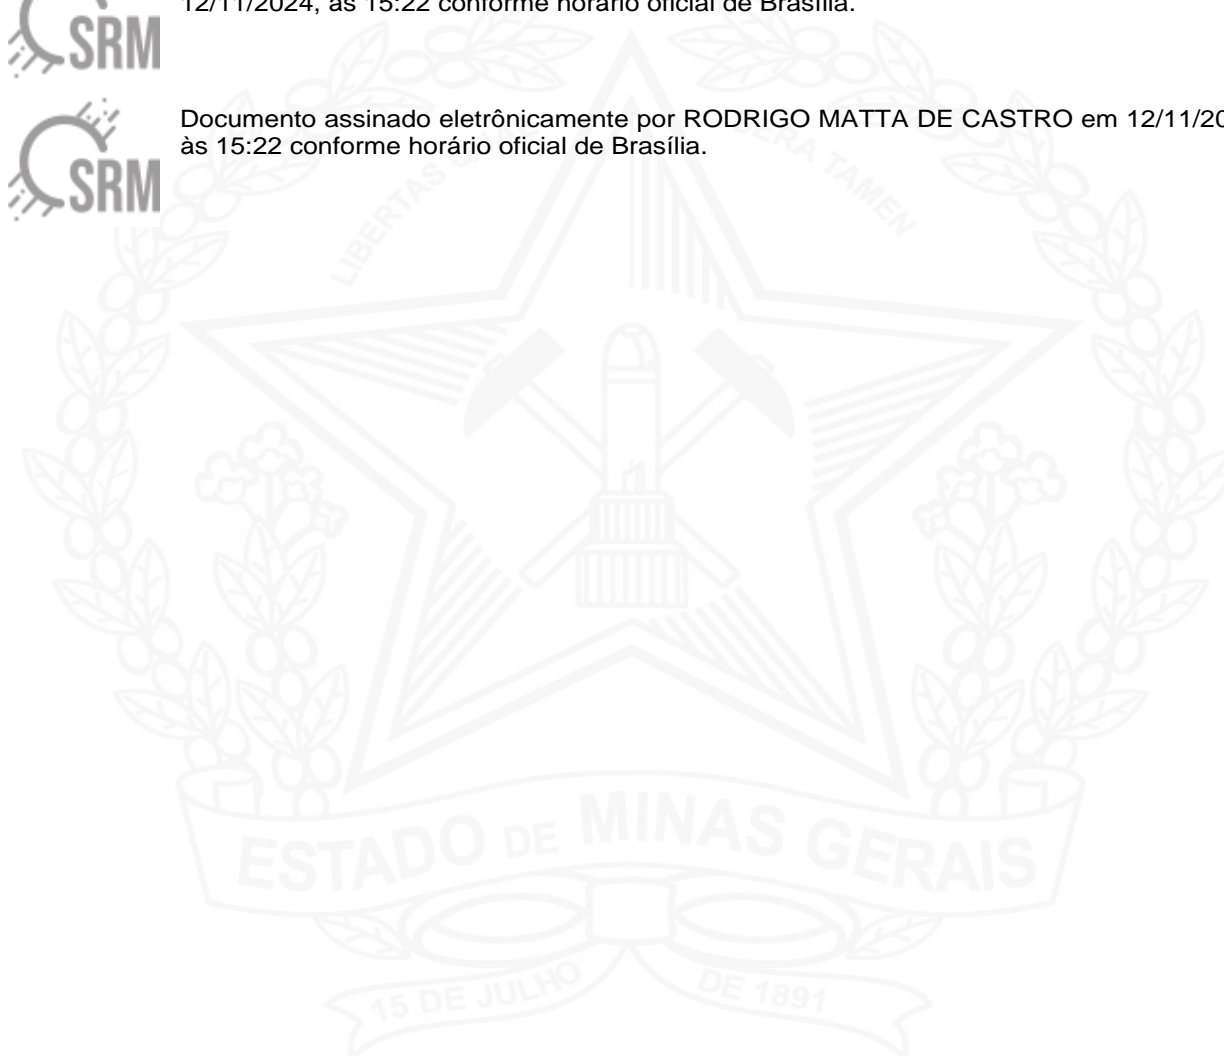 12/11/2024, às 15:22 conforme horário oficial de Brasília.
SRM
Documento assinado eletrônicamente por RODRIGO MATTA DE CASTRO em 12/11/20
às 15:22 conforme horário oficial de Brasília.
SRM
LIBERTAS QUÆ SERA TAMEN
ESTADO DE MINAS GERAIS
15 DE JULHO DE 1891